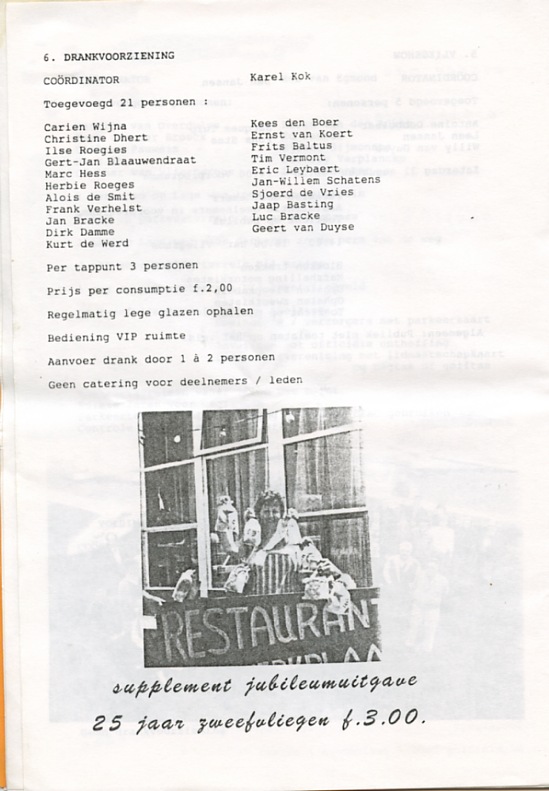 6. DRANKVOORZIENING
COÖRDINATOR Karel Kok
Toegevoegd 21 personen :
Carien Wijna Kees den Boer
Christine Dhert Ernst van Koert
Ilse Roegies Frits Baltus
Gert-Jan Blaauwendraat Tim Vermont
Marc Hess Eric Leybaert
Herbie Roeges Jan-Willem Schatens
Alois de Smit Sjoerd de Vries
Frank Verhelst Jaap Basting
Jan Bracke Luc Bracke
Dirk Damme Geert van Duyse
Kurt de Werd
Per tappunt 3 personen
Prijs per consumptie f.2,00
Regelmatig lege glazen ophalen
Bediening VIP ruimte
Aanvoer drank door 1 à 2 personen
Geen catering voor deelnemers / leden
RESTAURANT
supplement jubileumuitgave
25 jaar zweefvliegen f.3.00.